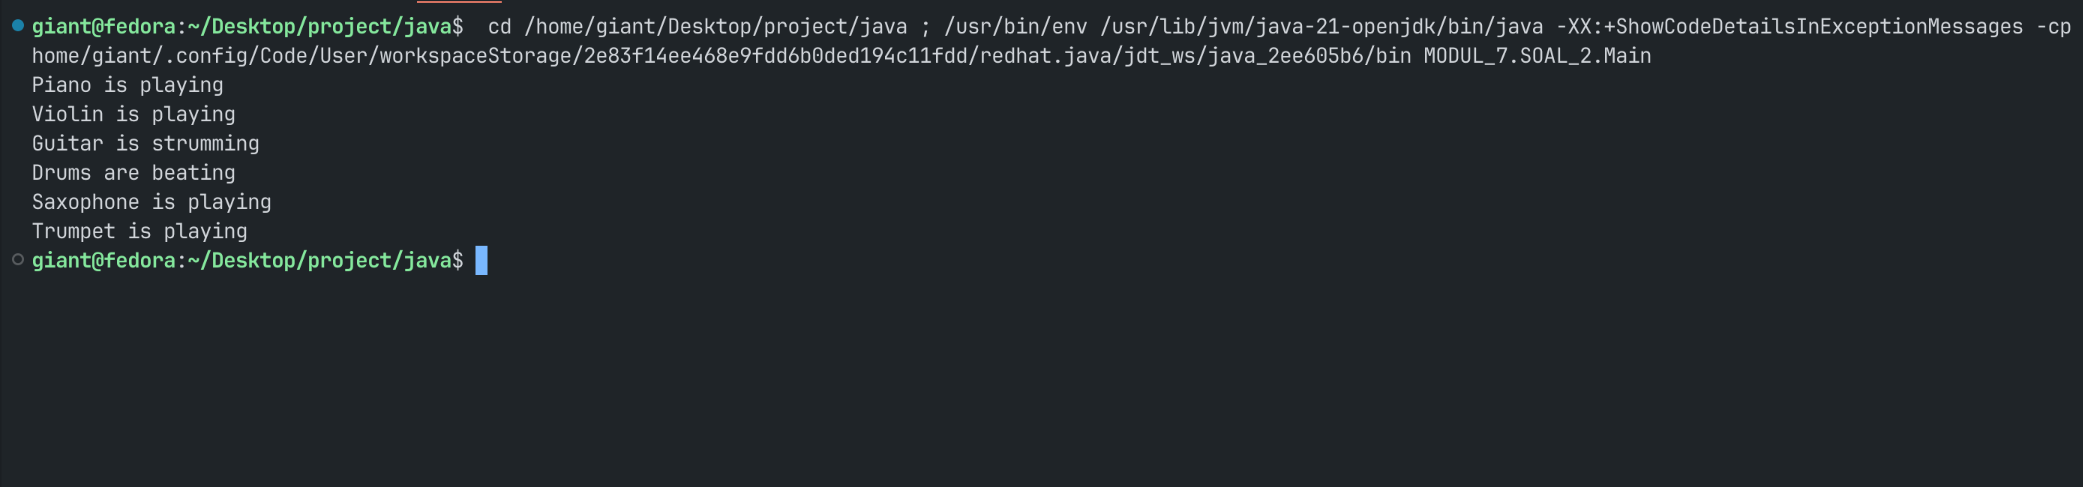 giant@fedora:~/Desktop/project/java$  cd /home/giant/Desktop/project/java ; /usr/bin/env /usr/lib/jvm/java-21-openjdk/bin/java -XX:+ShowCodeDetailsInExceptionMessages -cp
home/giant/.config/Code/User/workspaceStorage/2e83f14ee468e9fdd6b0ded194c11fdd/redhat.java/jdt_ws/java_2ee605b6/bin MODUL_7.SOAL_2.Main
Piano is playing
Violin is playing
Guitar is strumming
Drums are beating
Saxophone is playing
Trumpet is playing
giant@fedora:~/Desktop/project/java$